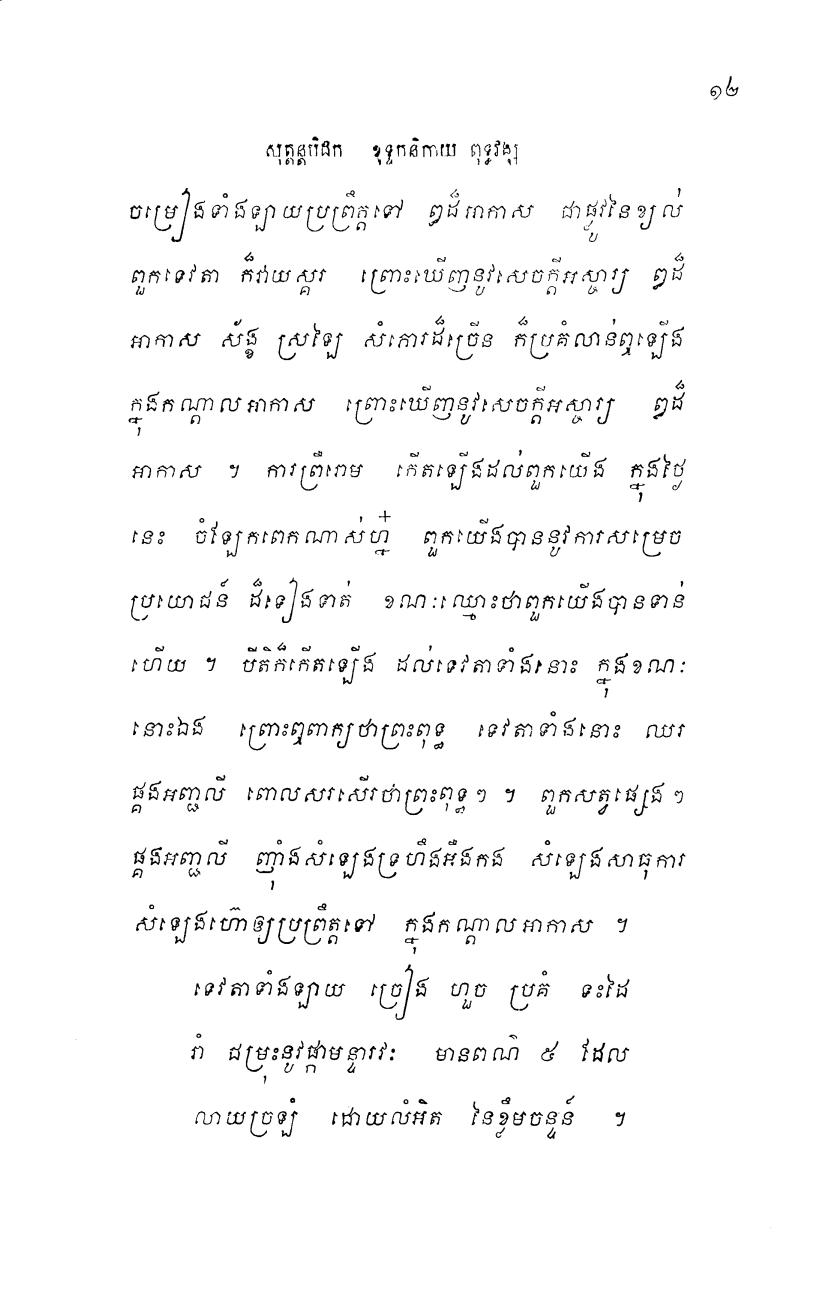 ១២
សុត្តន្តបិដក ខុទ្ទកនិកាយ ពុទ្ធវង្ស
ចម្រៀងទាំងឡាយប្រព្រឹត្តទៅ ឰដ៏អាកាស ជាផ្លូវនៃខ្យល់
ពួកទេវតា ក៏វាយស្គរ ព្រោះឃើញនូវសេចក្តីអស្ចារ្យ ឰដ៏
អាកាស ស័ង្ខ ស្រឡៃ សំភោរដ៏ច្រើន ក៏ប្រគំលាន់ឮឡើង
ក្នុងកណ្តាលអាកាស ព្រោះឃើញនូវសេចក្តីអស្ចារ្យ ឰដ៏
អាកាស ។ ការព្រឺរោម កើតឡើងដល់ពួកយើង ក្នុងថ្ងៃ
នេះ ចំឡែកពេកណាស់ហ្ន៎ ពួកយើងបាននូវការសម្រេច
ប្រយោជន៍ ដ៏ទៀងទាត់ ខណៈឈ្មោះថាពួកយើងបានទាន់
ហើយ ។ បីតិក៏កើតឡើង ដល់ទេវតាទាំងនោះ ក្នុងខណៈ
នោះឯង ព្រោះឮពាក្យថាព្រះពុទ្ធ ទេវតាទាំងនោះ ឈរ
ផ្គងអញ្ជលី ពោលសរសើរថាព្រះពុទ្ធៗ ។ ពួកសត្វផ្សេងៗ
ផ្គងអញ្ជលី ញ៉ាំងសំឡេងទ្រហឹងអឺងកង សំឡេងសាធុការ
សំឡេងហ៊ោឲ្យប្រព្រឹត្តទៅ ក្នុងកណ្តាលអាកាស ។
ទេវតាទាំងឡាយ ច្រៀង ហួច ប្រគំ ទះដៃ
រាំ ជម្រុះនូវផ្កាមន្ទារវៈ មានពណ៌ ៥ ដែល
លាយច្រឡំ ដោយលំអិត នៃខ្លឹមចន្ទន៍ ។